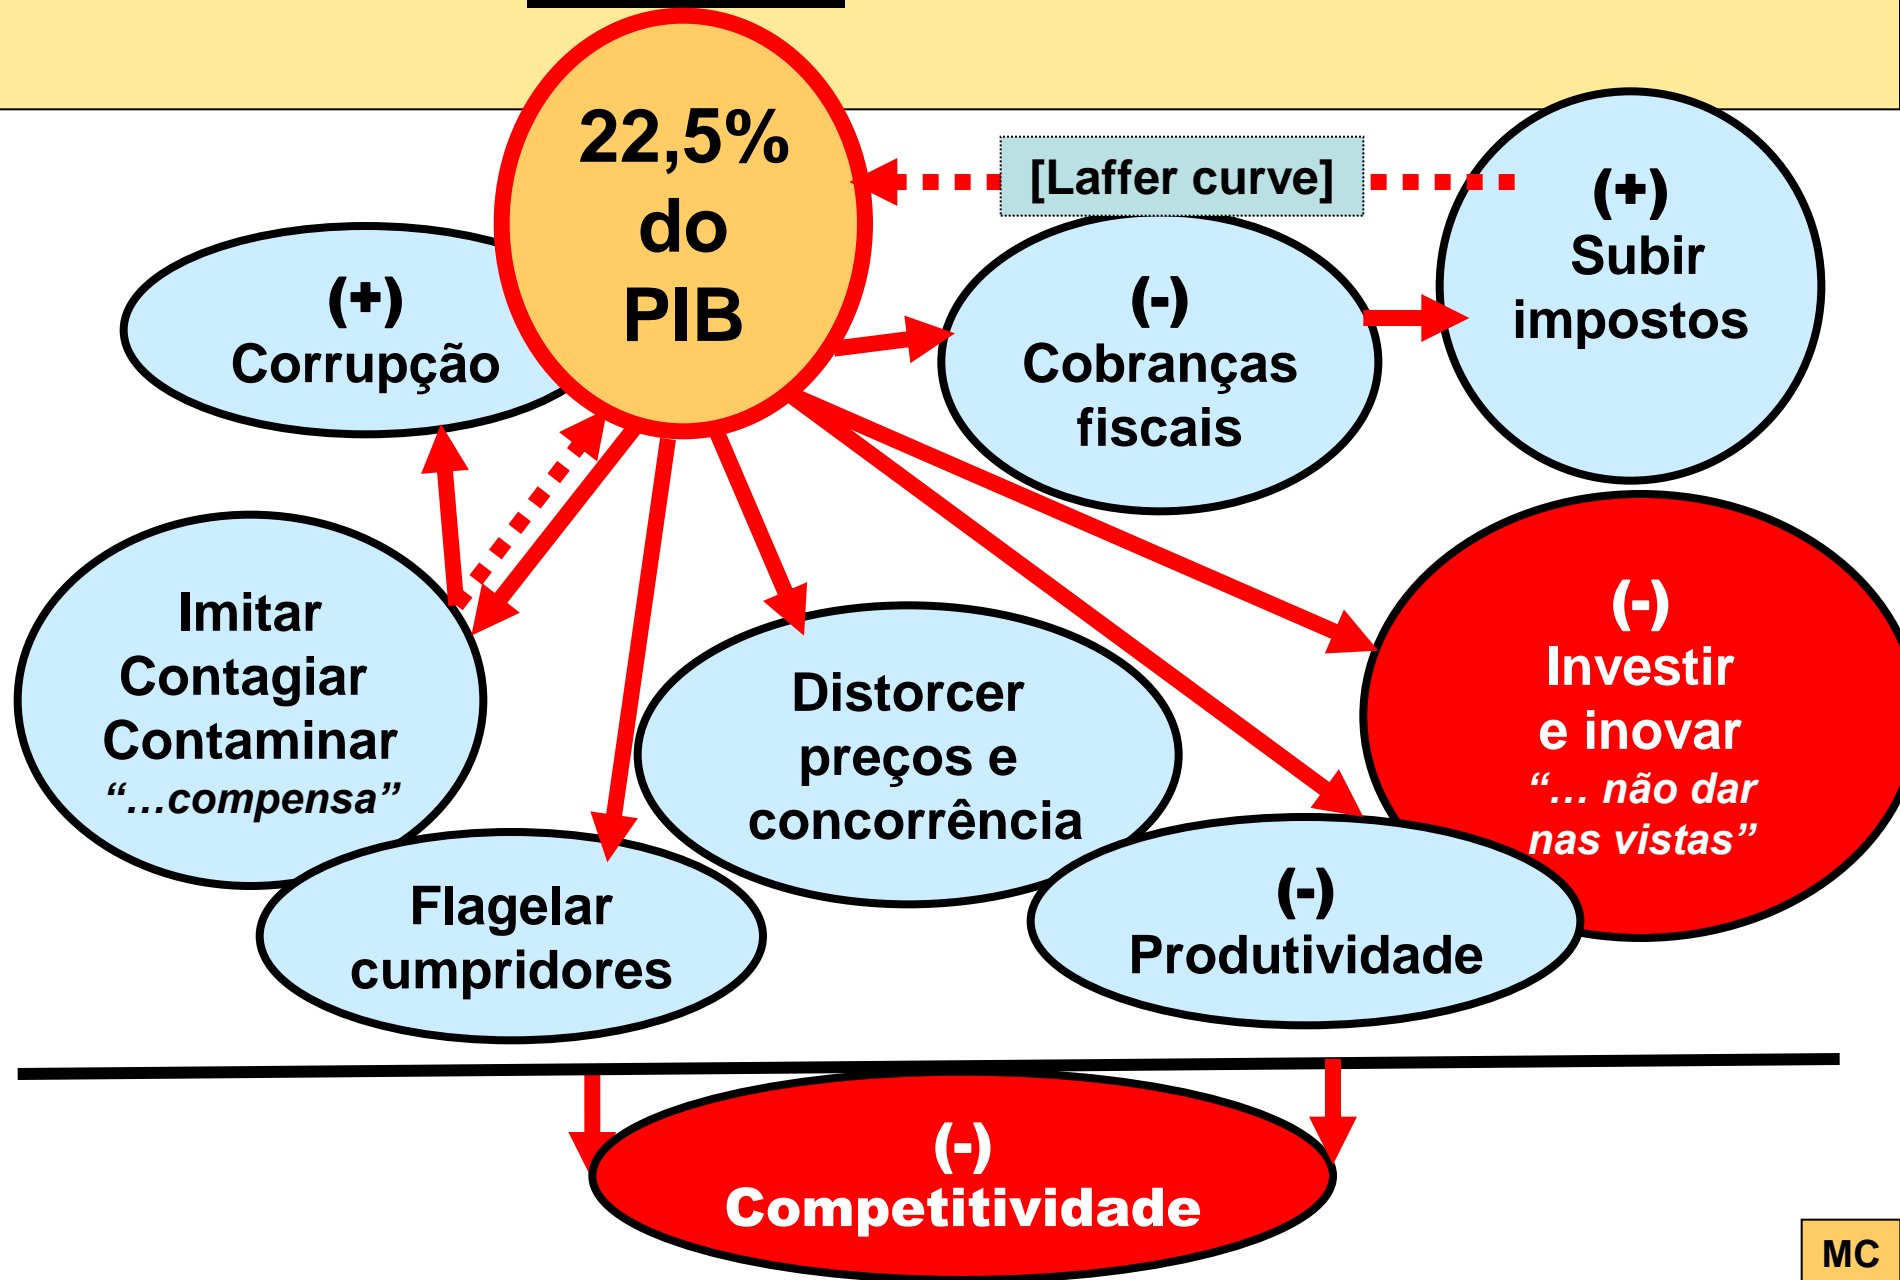 22,5%
do
PIB
[Laffer curve]
(+)
Subir
impostos
(+)
Corrupção
(-)
Cobranças
fiscais
Imitar
Contagiar
Contaminar
“…compensa”
Distorcer
preços e
concorrência
(-)
Investir
e inovar
“… não dar
nas vistas”
Flagelar
cumpridores
(-)
Produtividade
(-)
Competitividade
MC